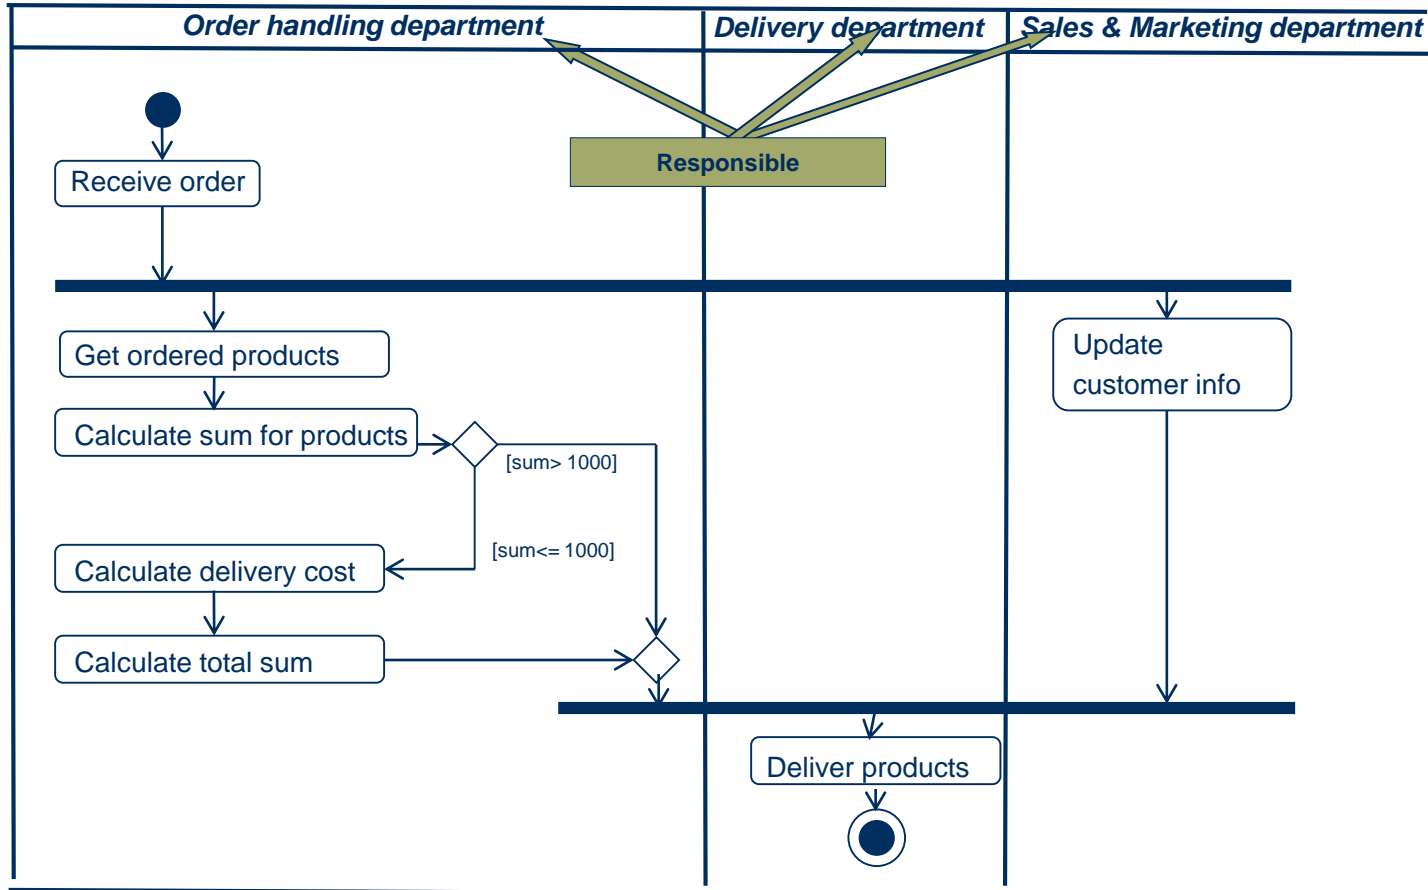 Order handling department
Delivery department
Sales & Marketing department
Responsible
Receive order
Get ordered products
Update
customer info
Calculate sum for products
[sum> 1000]
[sum<= 1000]
Calculate delivery cost
Calculate total sum
Deliver products